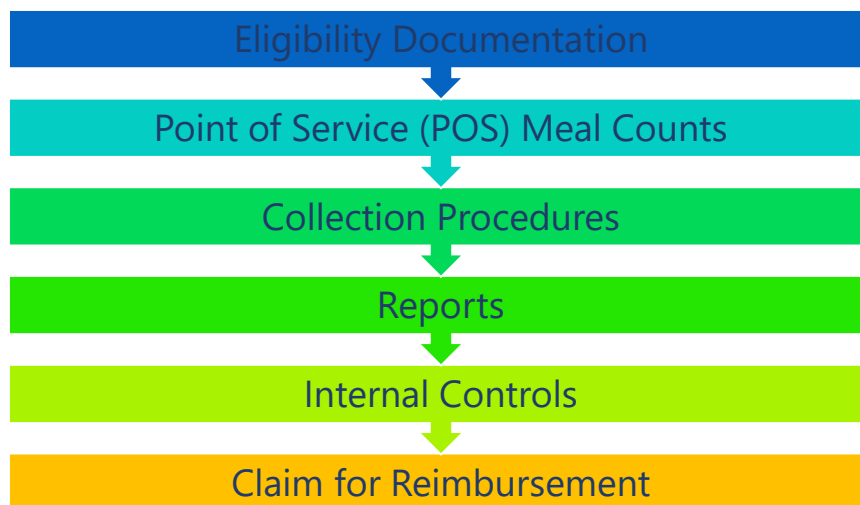 Eligibility Documentation
Point of Service (POS) Meal Counts
Collection Procedures
Reports
Internal Controls
Claim for Reimbursement